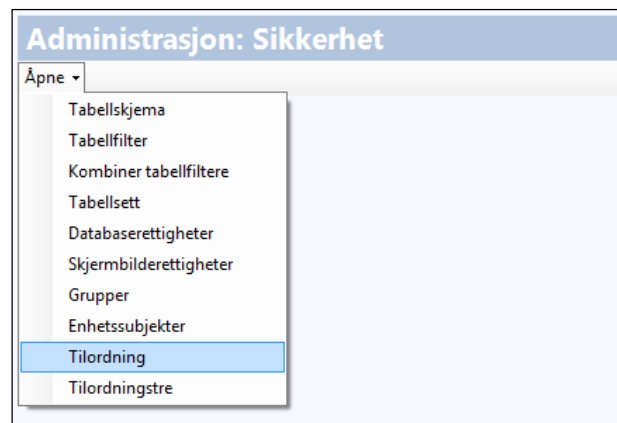 Administrasjon: Sikkerhet
Åpne
Tabellskjema
Tabellfilter
Kombiner tabellfiltere
Tabellsett
Databaserettigheter
Skjermbilderettigheter
Grupper
Enhetssubjekter
Tilordning
Tilordningstre